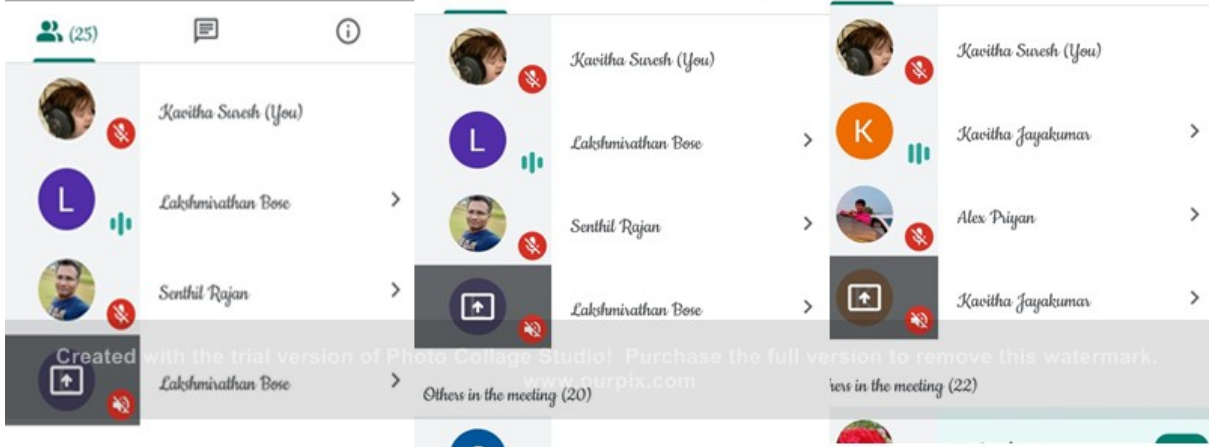 (25)
Kavitha Suresh (You)
L
Lakshmirathan Bose
Senthil Rajan
Lakshmirathan Bose
Kavitha Suresh (You)
L
Lakshmirathan Bose
Senthil Rajan
Lakshmirathan Bose
Others in the meeting (20)
Kavitha Suresh (You)
K
Kavitha Jayakumar
Alex Priyan
Kavitha Jayakumar
hers in the meeting (22)
Created with the trial version of Photo Collage Studio! Purchase the full version to remove this watermark.
www.purpix.com